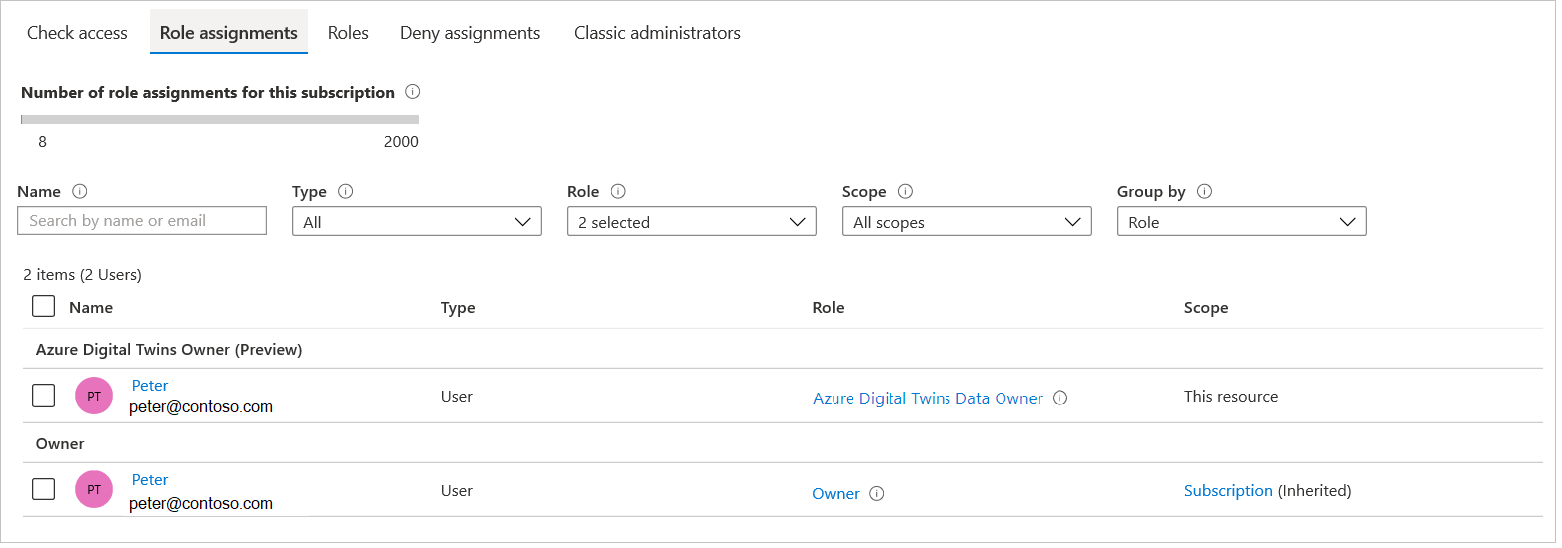 Check access Role assignments Roles Deny assignments Classic administrators
Number of role assignments for this subscription
8 2000
Name Type Role Scope Group by
Search by name or email All 2 selected All scopes Role
2 items (2 Users)
Name Type Role Scope
Azure Digital Twins Owner (Preview)
PT Peter
peter@contoso.com User Azure Digital Twins Data Owner This resource
Owner
PT Peter
peter@contoso.com User Owner Subscription (Inherited)